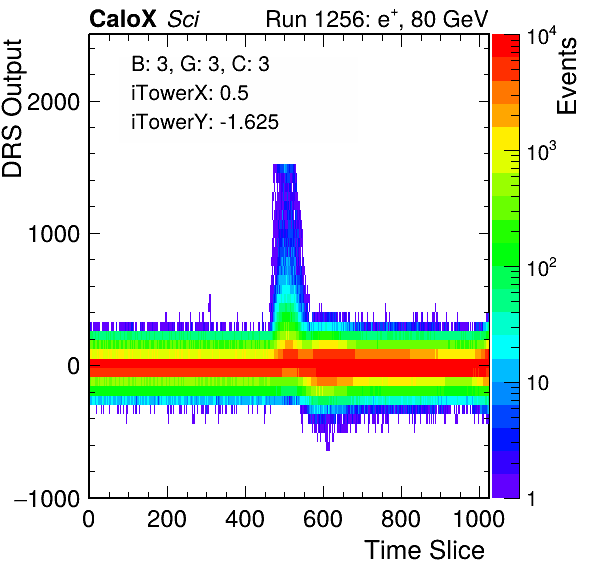 CaloX Sci
Run 1256: e⁺, 80 GeV
B: 3, G: 3, C: 3
iTowerX: 0.5
iTowerY: -1.625
DRS Output
2000
1000
0
−1000
0
200
400
600
800
1000
Time Slice
10⁴
10³
10²
10
1
Events